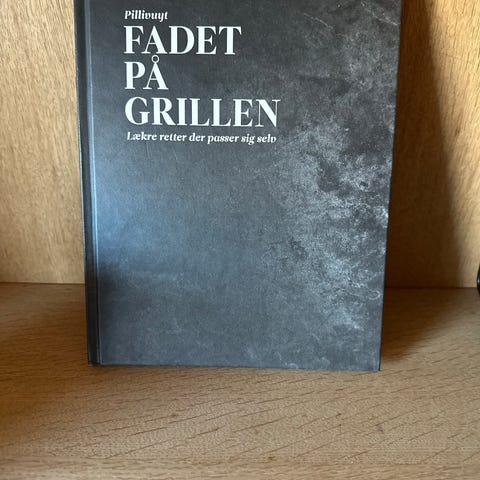 Pillivuyt
FADET
PÅ
GRILLEN
Lækre retter der passer sig selv